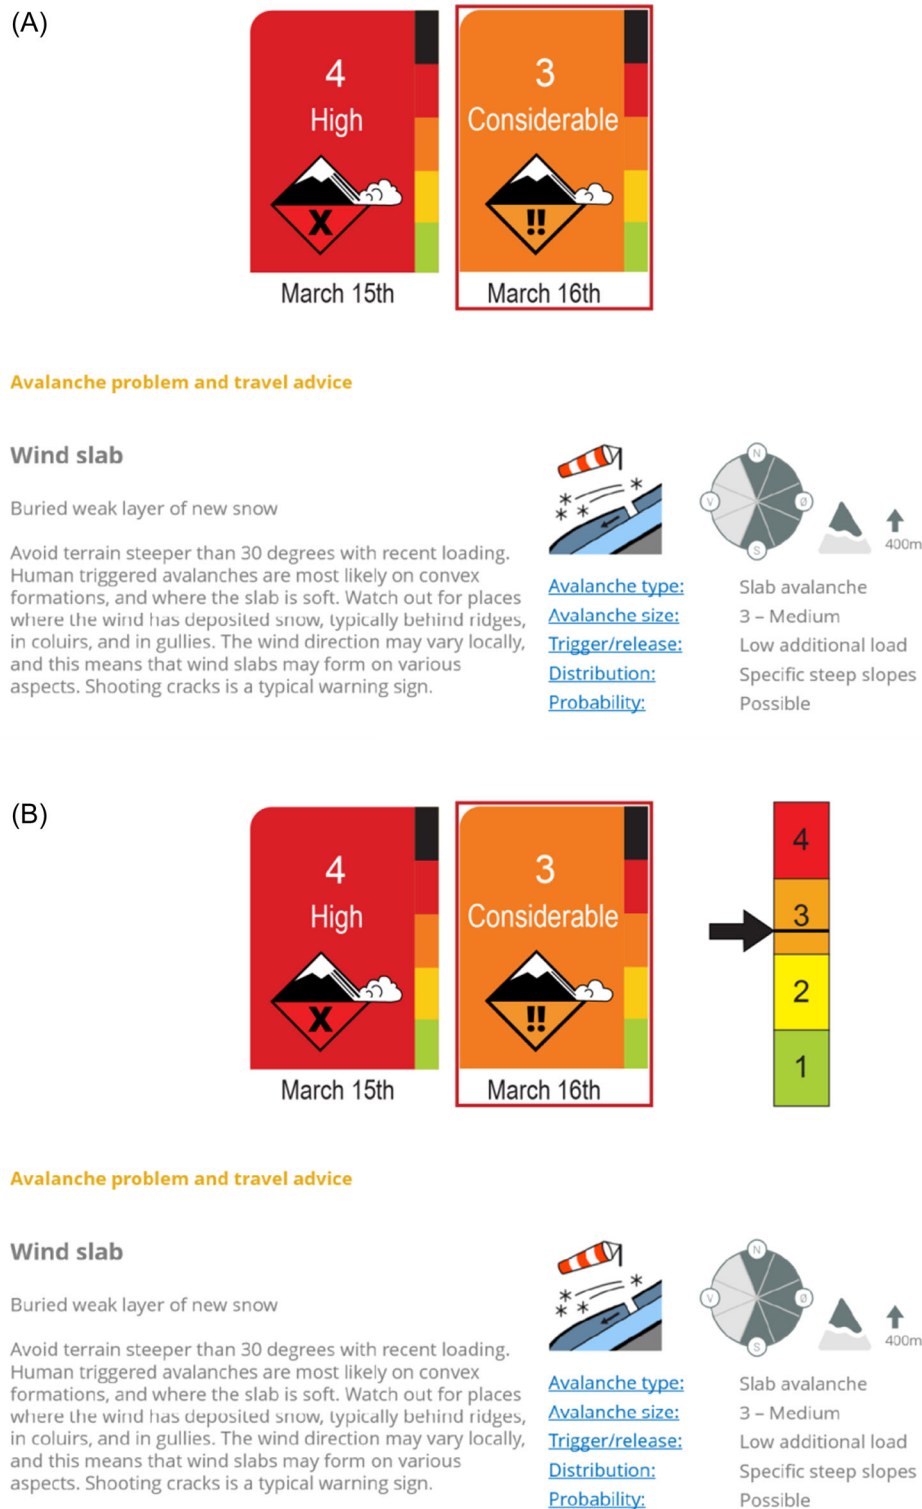 (A)
4
High
X
March 15th
3
Considerable
!!
March 16th
Avalanche problem and travel advice
Wind slab
Buried weak layer of new snow
Avoid terrain steeper than 30 degrees with recent loading.
Human triggered avalanches are most likely on convex
formations, and where the slab is soft. Watch out for places
where the wind has deposited snow, typically behind ridges,
in coluirs, and in gullies. The wind direction may vary locally,
and this means that wind slabs may form on various
aspects. Shooting cracks is a typical warning sign.
N
V
Ø
S
400m
Avalanche type: Slab avalanche
Avalanche size: 3 – Medium
Trigger/release: Low additional load
Distribution: Specific steep slopes
Probability: Possible
(B)
4
High
X
March 15th
3
Considerable
!!
March 16th
4
3
2
1
Avalanche problem and travel advice
Wind slab
Buried weak layer of new snow
Avoid terrain steeper than 30 degrees with recent loading.
Human triggered avalanches are most likely on convex
formations, and where the slab is soft. Watch out for places
where the wind has deposited snow, typically behind ridges,
in coluirs, and in gullies. The wind direction may vary locally,
and this means that wind slabs may form on various
aspects. Shooting cracks is a typical warning sign.
N
V
Ø
S
400m
Avalanche type: Slab avalanche
Avalanche size: 3 – Medium
Trigger/release: Low additional load
Distribution: Specific steep slopes
Probability: Possible